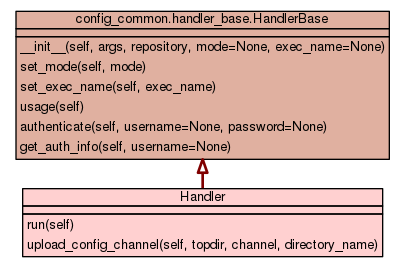 config_common.handler_base.HandlerBase
__init__(self, args, repository, mode=None, exec_name=None)
set_mode(self, mode)
set_exec_name(self, exec_name)
usage(self)
authenticate(self, username=None, password=None)
get_auth_info(self, username=None)
Handler
run(self)
upload_config_channel(self, topdir, channel, directory_name)